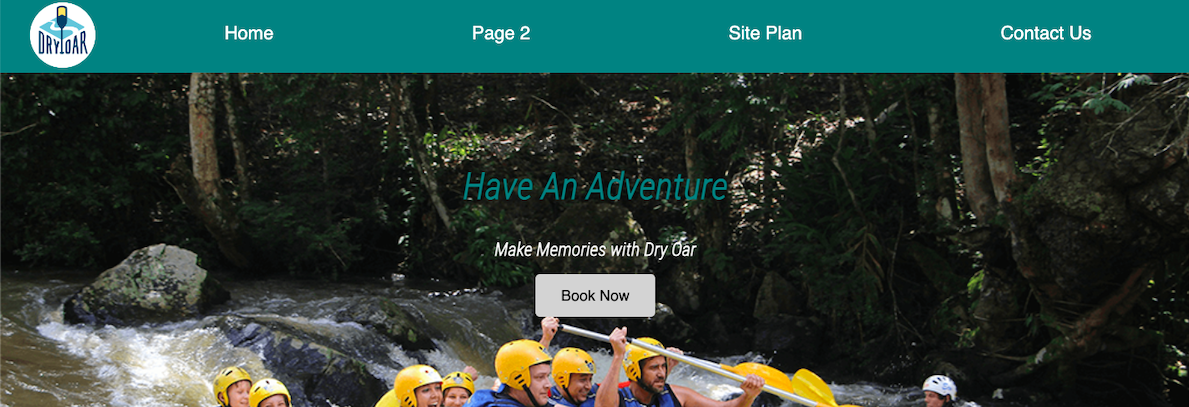 DRYOAR
Home
Page 2
Site Plan
Contact Us
Have An Adventure
Make Memories with Dry Oar
Book Now